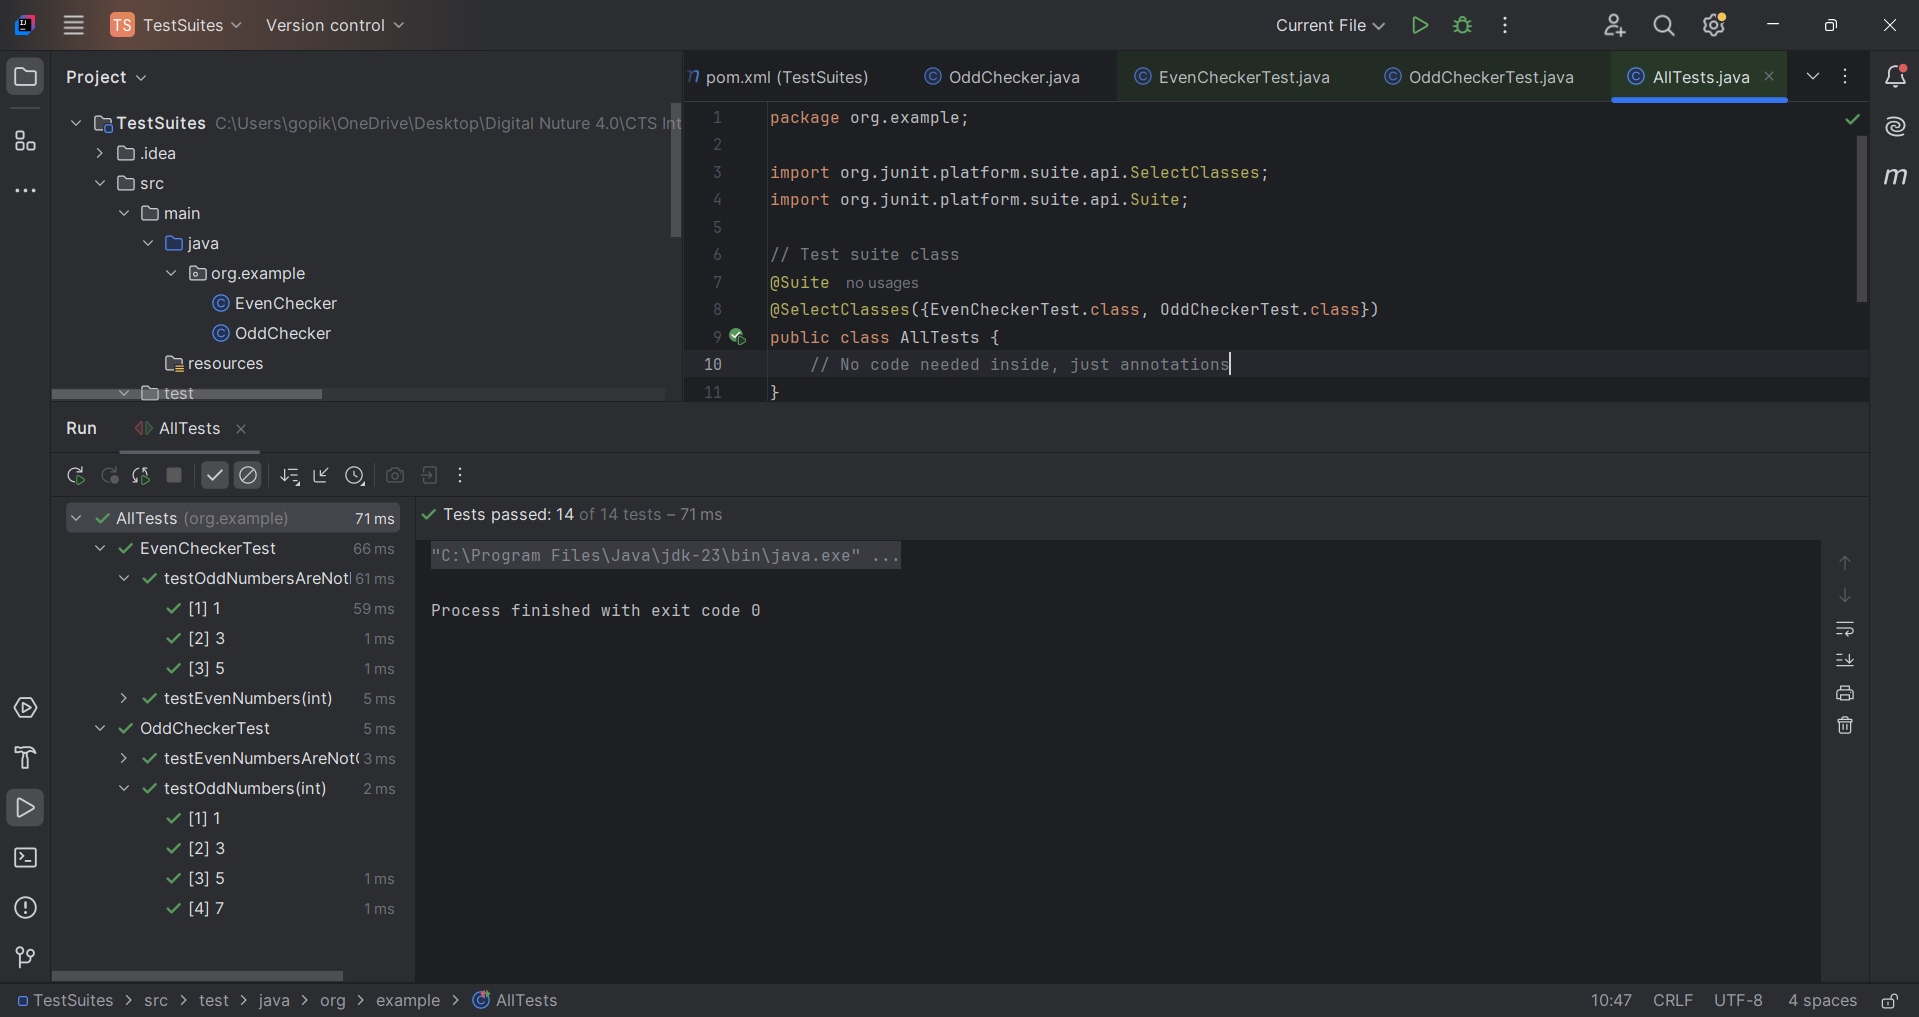 TS TestSuites Version control Current File
Project
pom.xml (TestSuites) OddChecker.java EvenCheckerTest.java OddCheckerTest.java AllTests.java
TestSuites C:\Users\gopik\OneDrive\Desktop\Digital Nuture 4.0\CTS Int
.idea
src
main
java
org.example
EvenChecker
OddChecker
resources
test
1 package org.example;
2
3 import org.junit.platform.suite.api.SelectClasses;
4 import org.junit.platform.suite.api.Suite;
5
6 // Test suite class
7 @Suite no usages
8 @SelectClasses({EvenCheckerTest.class, OddCheckerTest.class})
9 public class AllTests {
10 // No code needed inside, just annotations
11 }
Run AllTests
AllTests (org.example) 71 ms
EvenCheckerTest 66 ms
testOddNumbersAreNotI 61 ms
[1] 1 59 ms
[2] 3 1 ms
[3] 5 1 ms
testEvenNumbers(int) 5 ms
OddCheckerTest 5 ms
testEvenNumbersAreNot 3 ms
testOddNumbers(int) 2 ms
[1] 1
[2] 3
[3] 5 1 ms
[4] 7 1 ms
Tests passed: 14 of 14 tests – 71 ms
"C:\Program Files\Java\jdk-23\bin\java.exe" ...
Process finished with exit code 0
TestSuites > src > test > java > org > example > AllTests
10:47 CRLF UTF-8 4 spaces